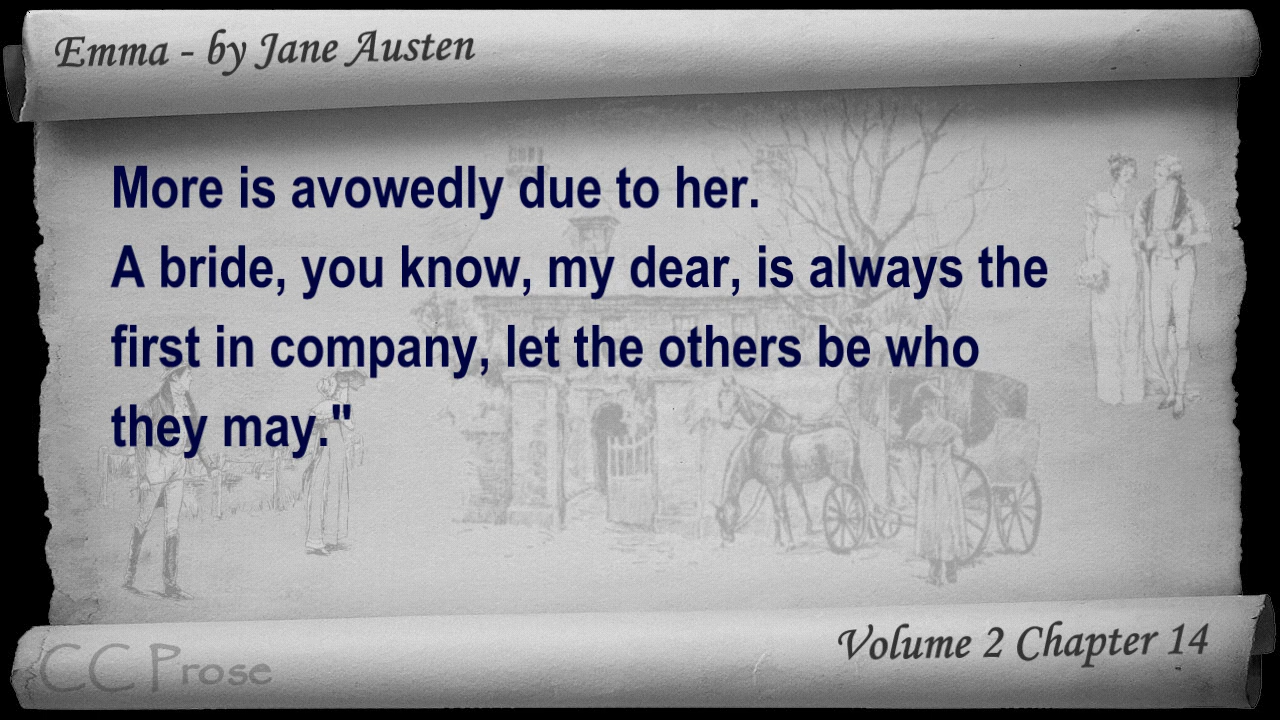 Emma - by Jane Austen
More is avowedly due to her.
A bride, you know, my dear, is always the
first in company, let the others be who
they may."
Volume 2 Chapter 14
CC Prose